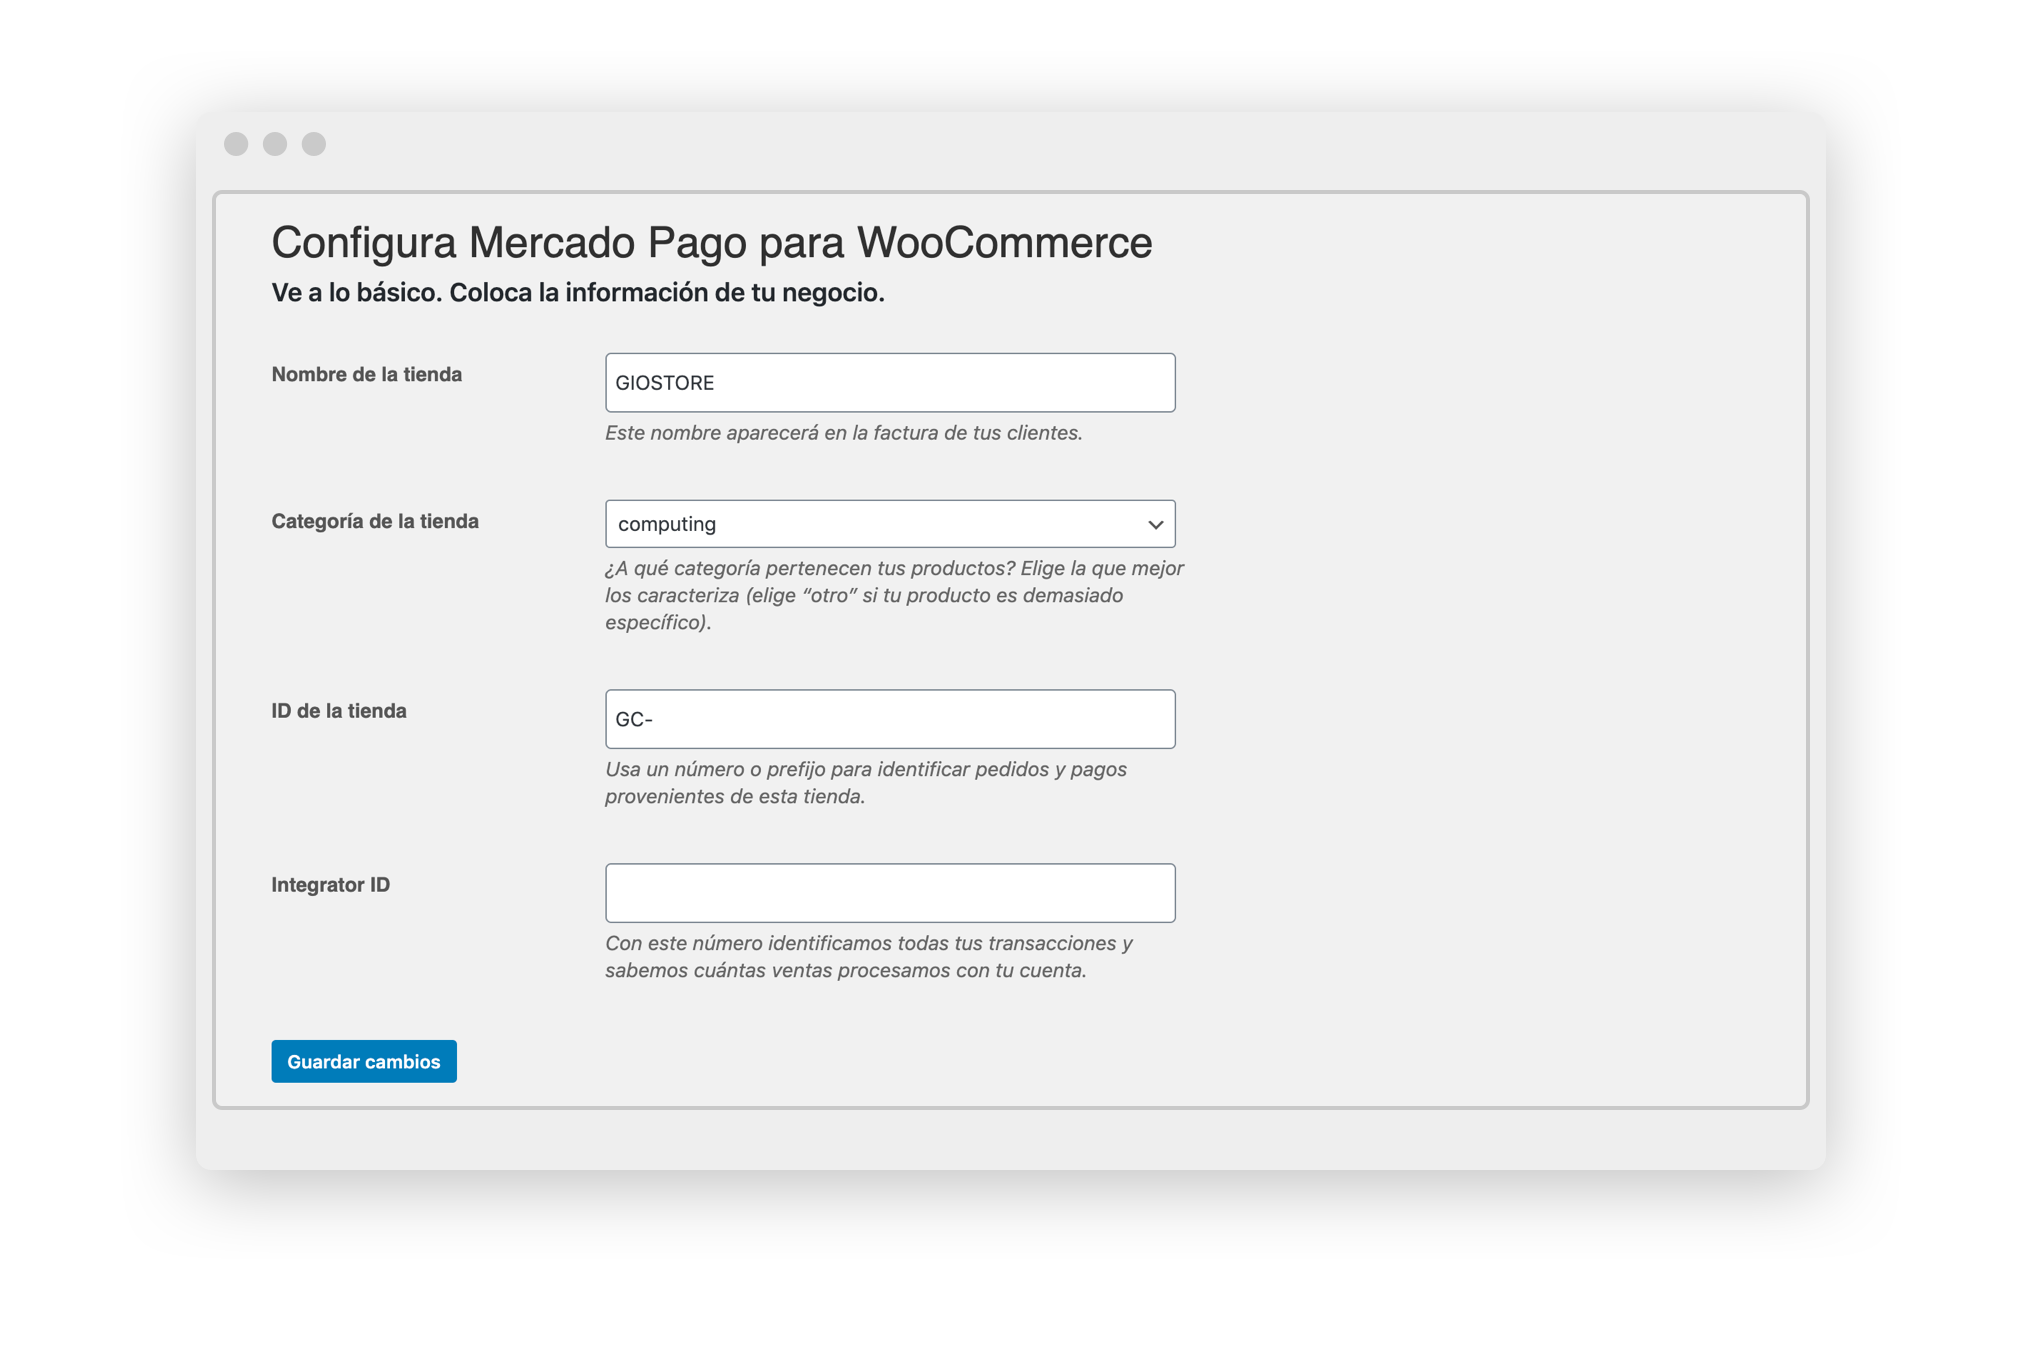 Configura Mercado Pago para WooCommerce
Ve a lo básico. Coloca la información de tu negocio.
Nombre de la tienda
GIOSTORE
Este nombre aparecerá en la factura de tus clientes.
Categoría de la tienda
computing
¿A qué categoría pertenecen tus productos? Elige la que mejor
los caracteriza (elige “otro” si tu producto es demasiado
específico).
ID de la tienda
GC-
Usa un número o prefijo para identificar pedidos y pagos
provenientes de esta tienda.
Integrator ID
Con este número identificamos todas tus transacciones y
sabemos cuántas ventas procesamos con tu cuenta.
Guardar cambios